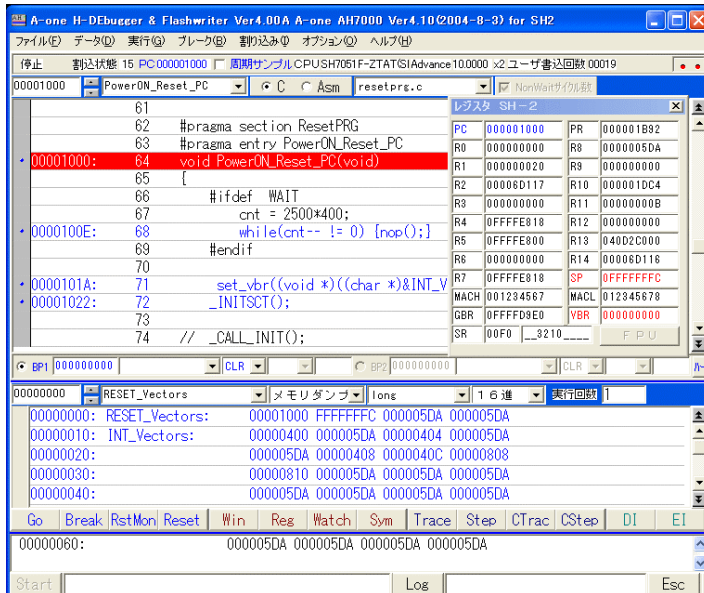 A-one H-DEbugger & Flashwriter Ver4.00A A-one AH7000 Ver4.10(2004-8-3) for SH2
ファイル(F) データ(D) 実行(G) ブレーク(B) 割り込み(I) オプション(O) ヘルプ(H)
停止 割込状態 15 PC000001000 周期サンプル CPUSH7051F-ZTAT(SIAdvance 10.0000 ×2 ユーザ書込回数 00019
00001000 PowerON_Reset_PC C Asm resetprg.c NonWaitサイクル数
61
62 #pragma section ResetPRG
63 #pragma entry PowerON_Reset_PC
00001000: 64 void PowerON_Reset_PC(void)
65 {
66 #ifdef WAIT
67 cnt = 2500*400;
0000100E: 68 while(cnt-- != 0) {nop();}
69 #endif
70
0000101A: 71 set_vbr((void *)((char *)&INT_V
00001022: 72 _INITSCT();
73
74 // _CALL_INIT();
レジスタ SH-2
PC 000001000 PR 000001B92
R0 000000000 R8 0000005DA
R1 000000020 R9 000000000
R2 00006D117 R10 000001DC4
R3 000000000 R11 00000000B
R4 0FFFFE818 R12 000000000
R5 0FFFFE800 R13 040D2C000
R6 000000000 R14 00006D116
R7 0FFFFE818 SP 0FFFFFFFC
MACH 001234567 MACL 012345678
GBR 0FFFFD9E0 VBR 000000000
SR 00F0 __3210____ FPU
BP1 000000000 CLR BP2 000000000 CLR
00000000 RESET_Vectors メモリダンプ long 16進 実行回数 1
00000000: RESET_Vectors: 00001000 FFFFFFFC 000005DA 000005DA
00000010: INT_Vectors: 00000400 000005DA 00000404 000005DA
00000020: 000005DA 00000408 0000040C 00000808
00000030: 00000810 000005DA 000005DA 000005DA
00000040: 000005DA 000005DA 000005DA 000005DA
Go Break RstMon Reset Win Reg Watch Sym Trace Step CTrac CStep DI EI
00000060: 000005DA 000005DA 000005DA 000005DA
Start Log Esc